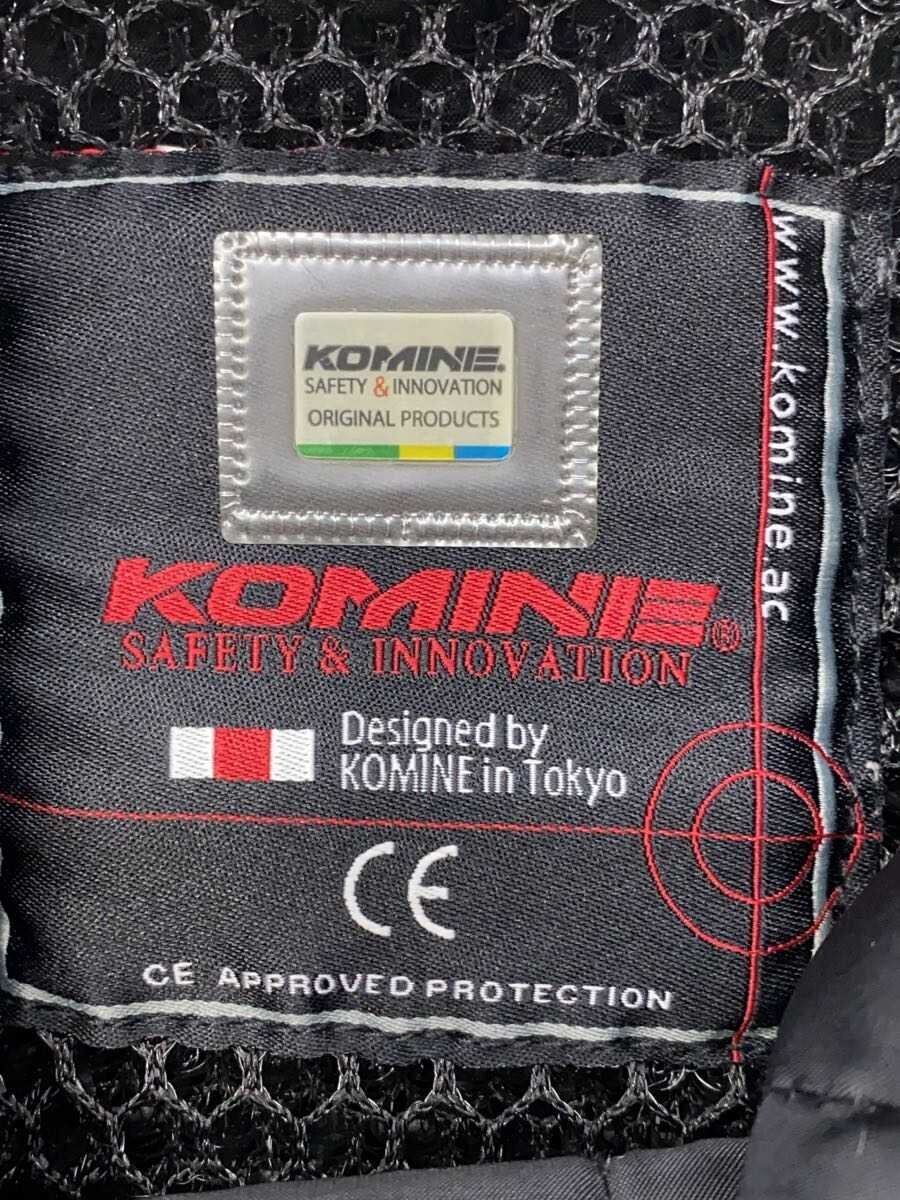 KOMINE.
SAFETY & INNOVATION
ORIGINAL PRODUCTS
www.komine.ac
KOMINE®
SAFETY & INNOVATION
Designed by
KOMINE in Tokyo
CE
CE APPROVED PROTECTION